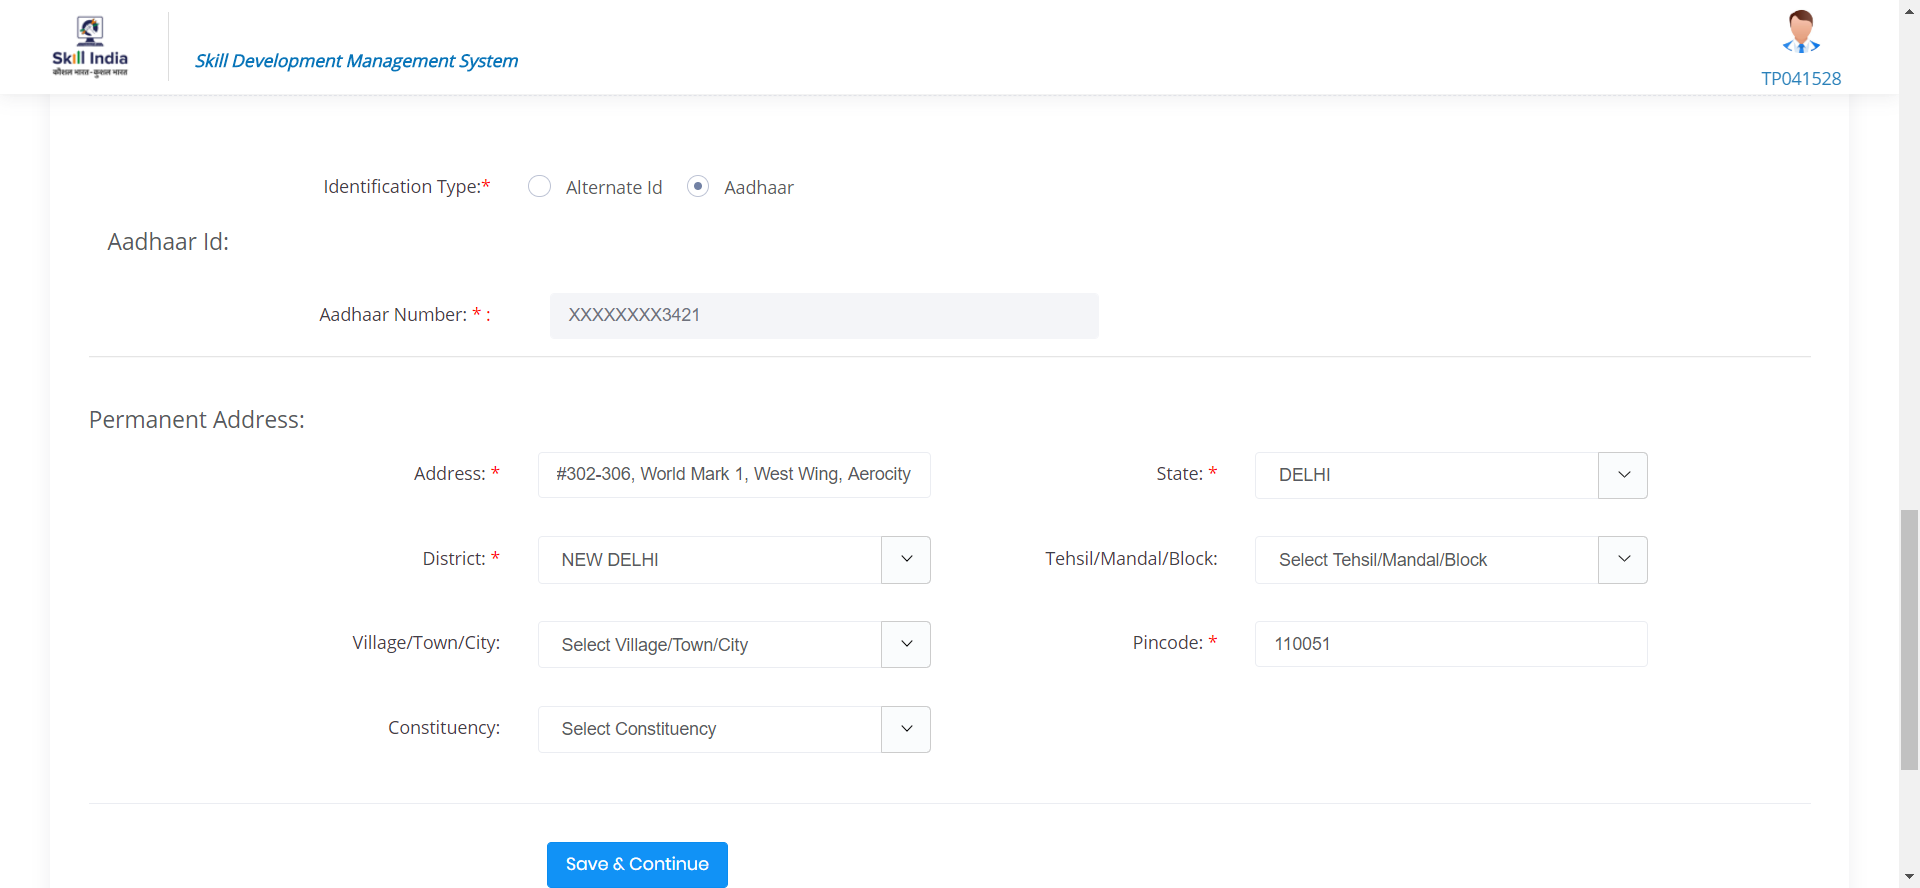 Skill India
कौशल भारत-कुशल भारत
Skill Development Management System
TP041528
Identification Type:* Alternate Id Aadhaar
Aadhaar Id:
Aadhaar Number: * : XXXXXXXX3421
Permanent Address:
Address: * #302-306, World Mark 1, West Wing, Aerocity State: * DELHI
District: * NEW DELHI Tehsil/Mandal/Block: Select Tehsil/Mandal/Block
Village/Town/City: Select Village/Town/City Pincode: * 110051
Constituency: Select Constituency
Save & Continue